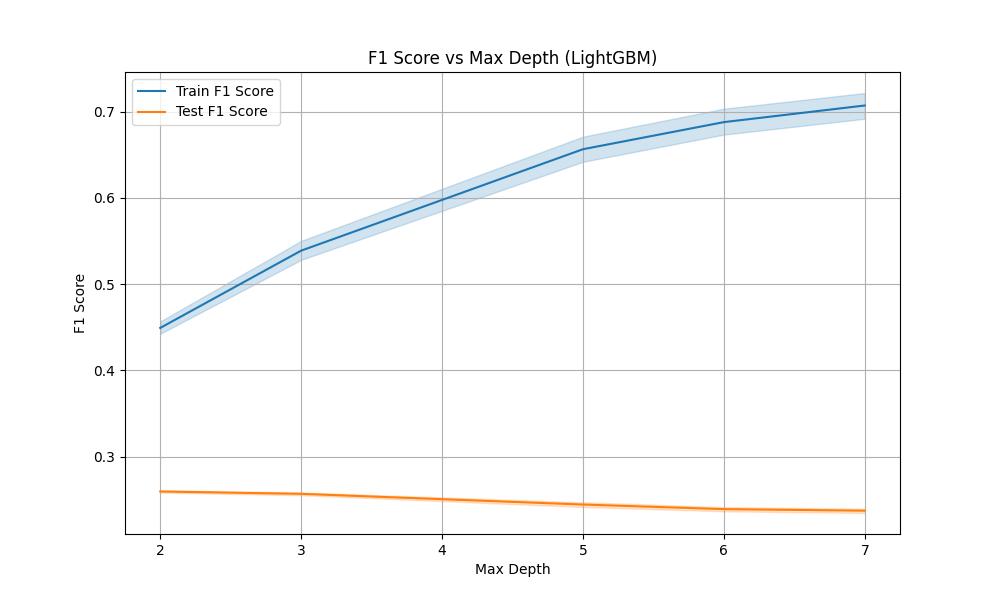 F1 Score vs Max Depth (LightGBM)
Train F1 Score
Test F1 Score
F1 Score
0.7
0.6
0.5
0.4
0.3
2 3 4 5 6 7
Max Depth